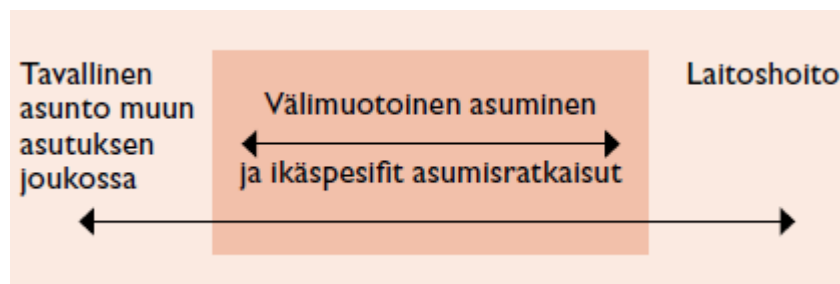 Tavallinen
asunto muun
asutuksen
joukossa
Välimuotoinen asuminen
ja ikäspesifit asumisratkaisut
Laitoshoito